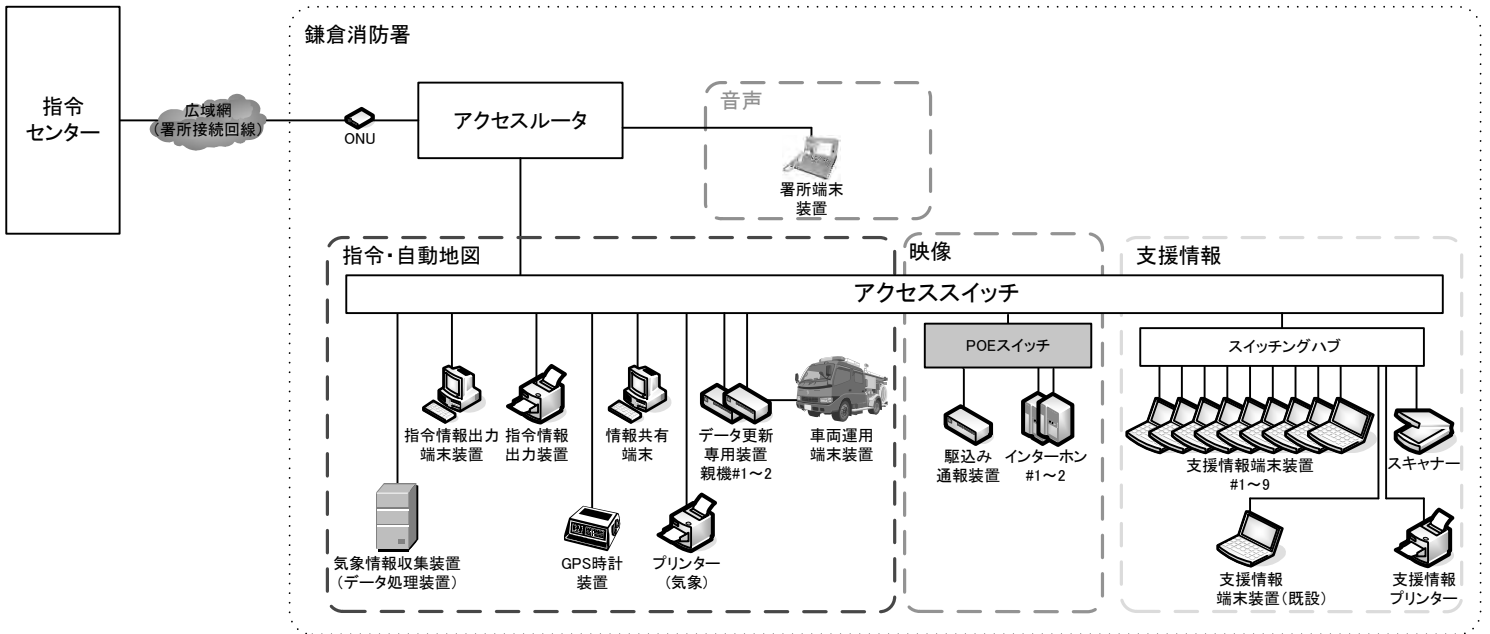 鎌倉消防署
指令
センター
広域網
（署所接続回線）
ONU
アクセスルータ
音声
署所端末
装置
指令・自動地図
映像
支援情報
アクセススイッチ
POEスイッチ
スイッチングハブ
指令情報出力
端末装置
指令情報
出力装置
情報共有
端末
データ更新
専用装置
親機#1～2
車両運用
端末装置
駆込み
通報装置
インターホン
#1～2
支援情報端末装置
#1～9
スキャナー
気象情報収集装置
（データ処理装置）
GPS時計
装置
プリンター
（気象）
支援情報
端末装置（既設）
支援情報
プリンター